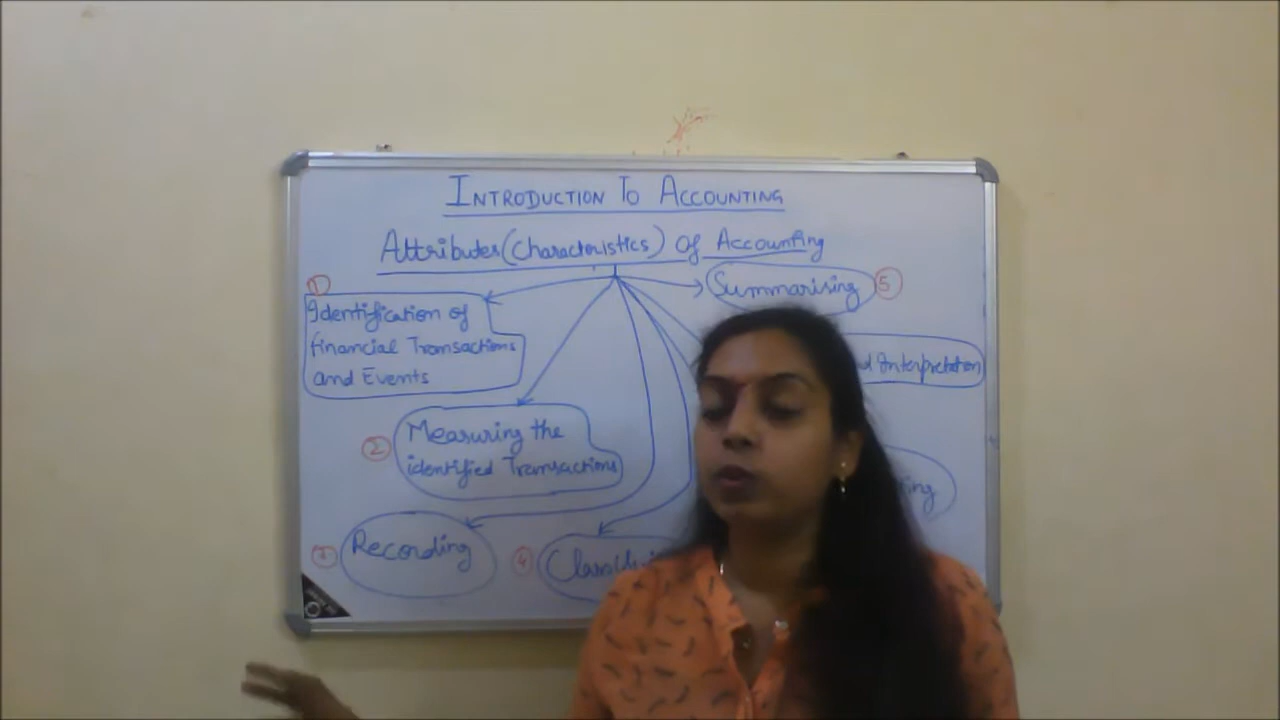 INTRODUCTION TO ACCOUNTING
Attributes (Characteristics) Of Accounting
1
Identification of
financial Transactions
and Events
2
Measuring the
identified Transactions
3
Recording
4
Summarising
5
Interpretation